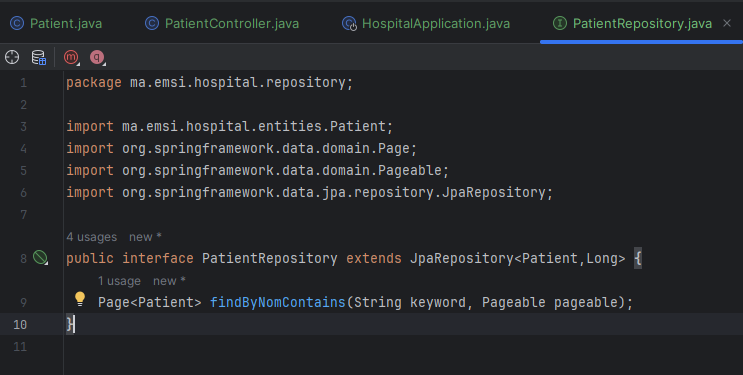 Patient.java PatientController.java HospitalApplication.java PatientRepository.java
m q
1 package ma.emsi.hospital.repository;
2
3 import ma.emsi.hospital.entities.Patient;
4 import org.springframework.data.domain.Page;
5 import org.springframework.data.domain.Pageable;
6 import org.springframework.data.jpa.repository.JpaRepository;
7
4 usages new *
8 public interface PatientRepository extends JpaRepository<Patient,Long> {
1 usage new *
9 Page<Patient> findByNomContains(String keyword, Pageable pageable);
10 }
11